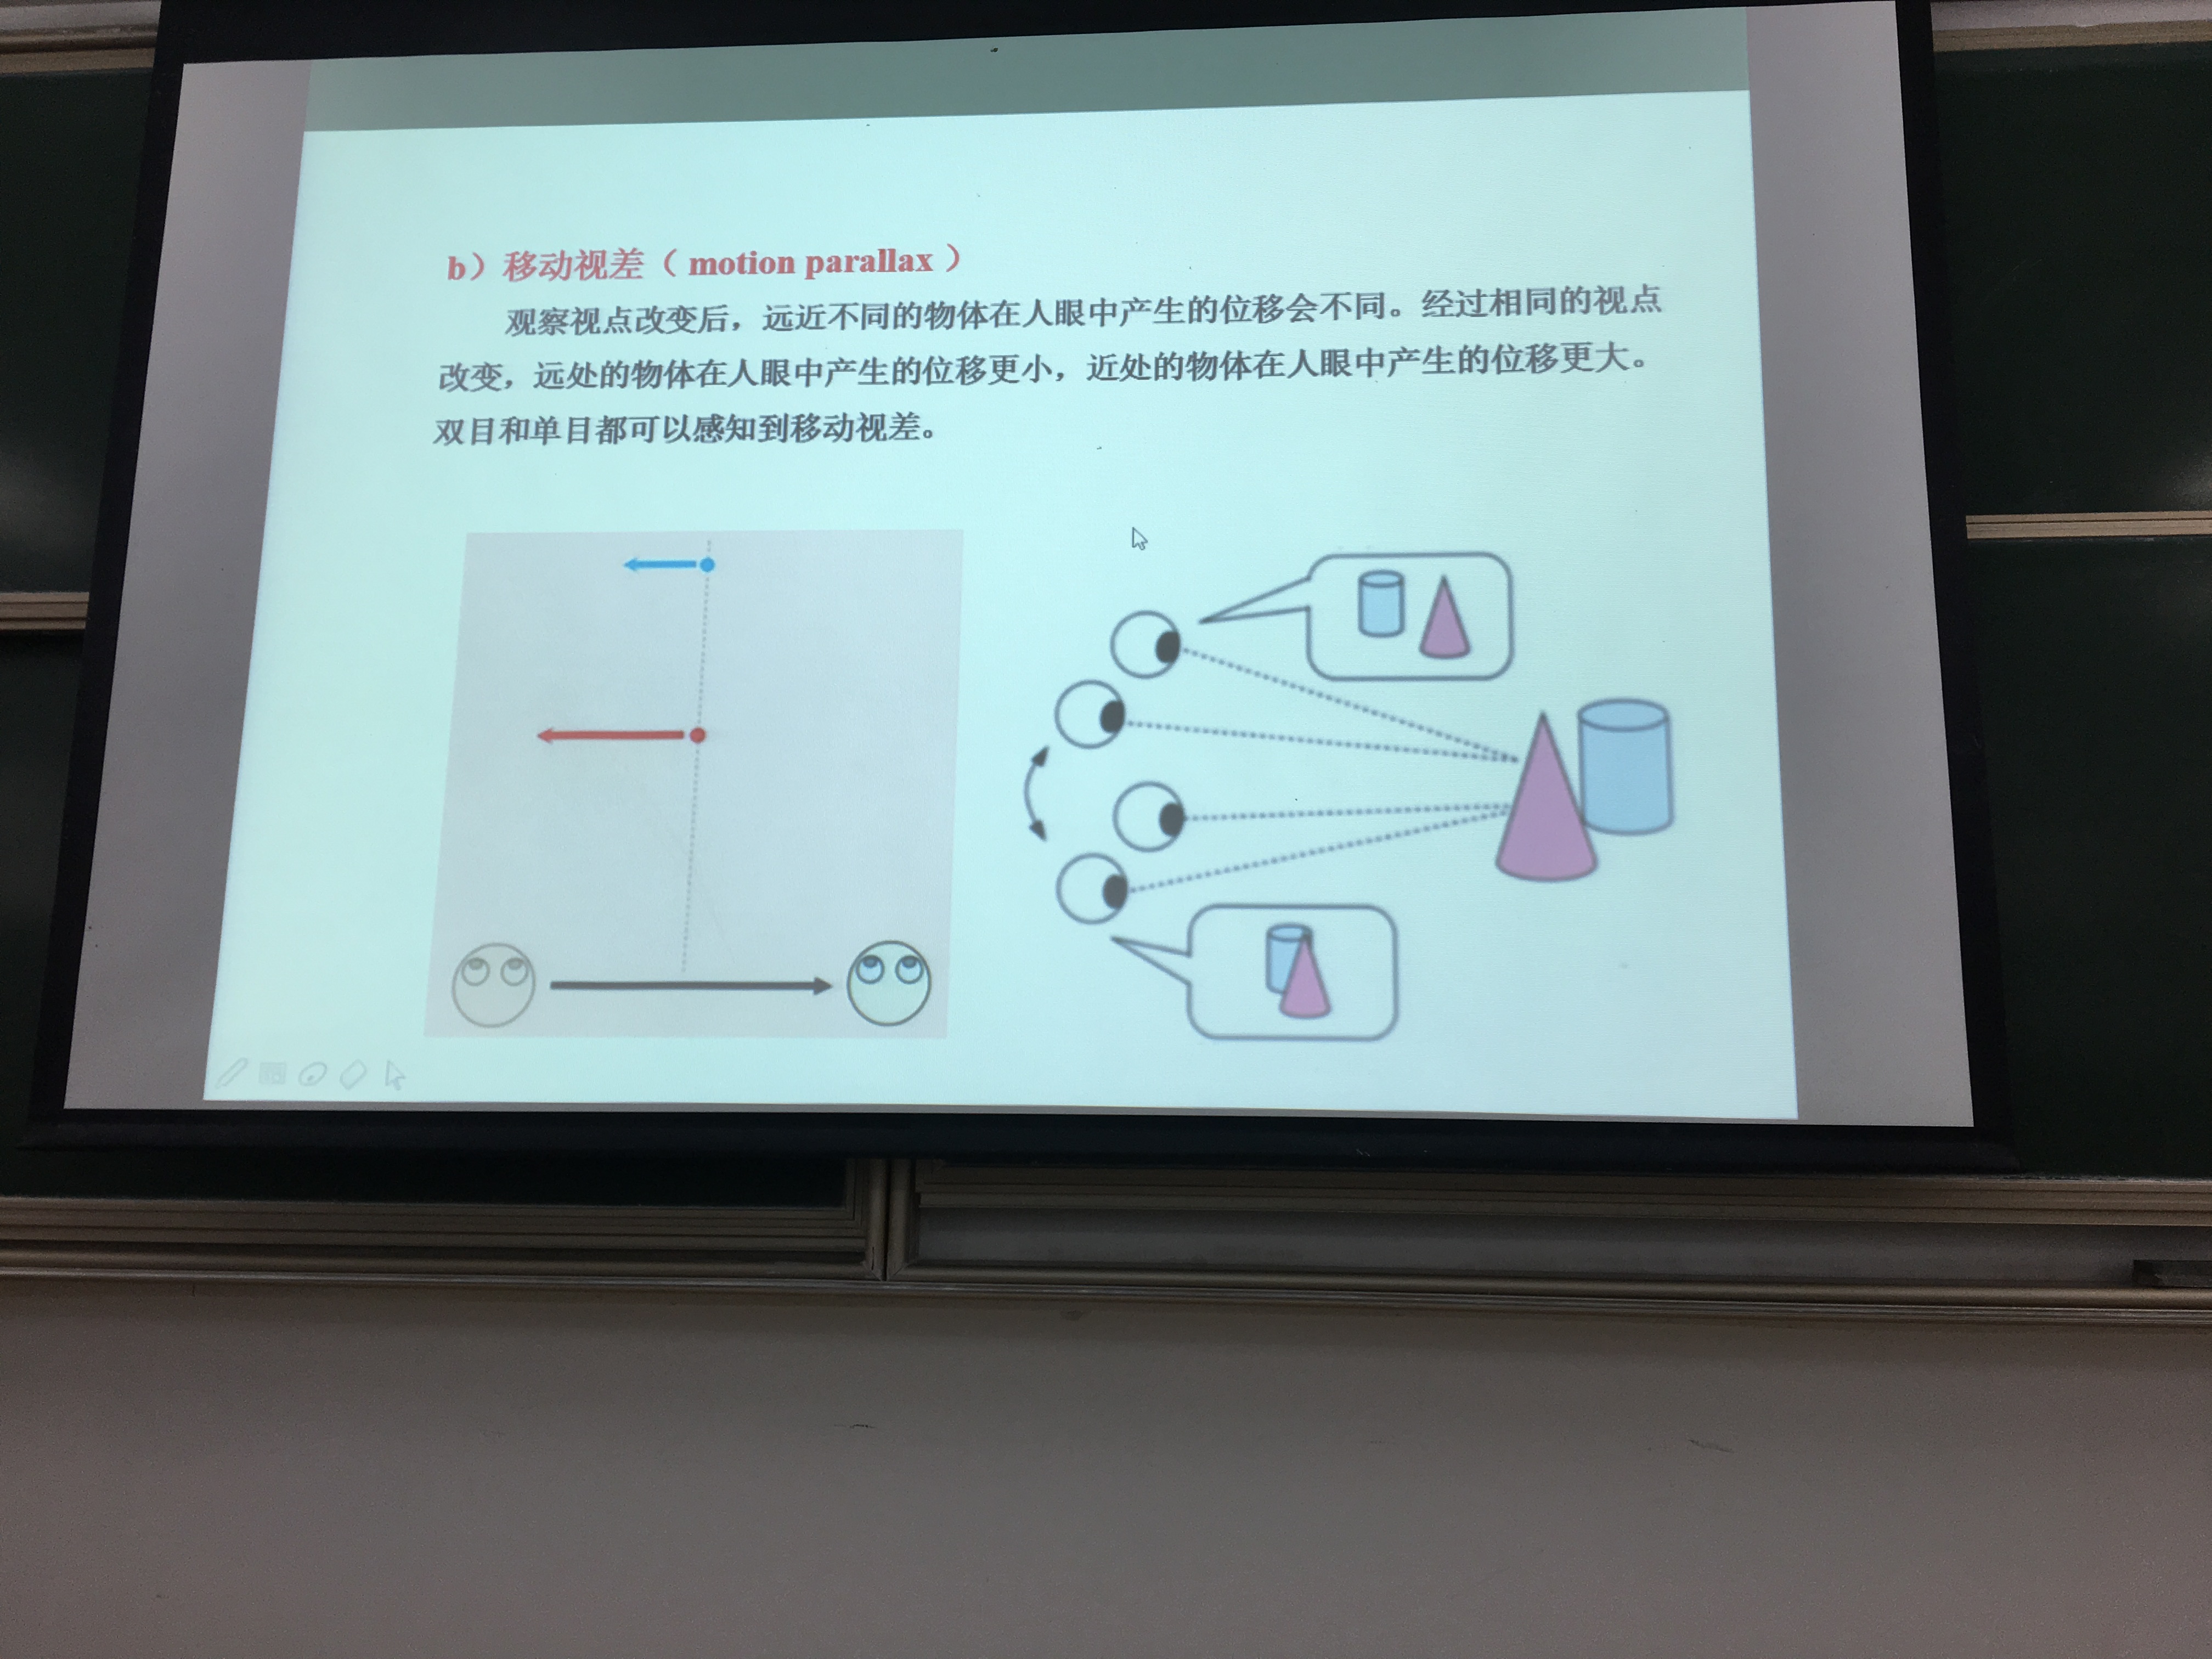 b）移动视差（ motion parallax ）
观察视点改变后，远近不同的物体在人眼中产生的位移会不同。经过相同的视点
改变，远处的物体在人眼中产生的位移更小，近处的物体在人眼中产生的位移更大。
双目和单目都可以感知到移动视差。